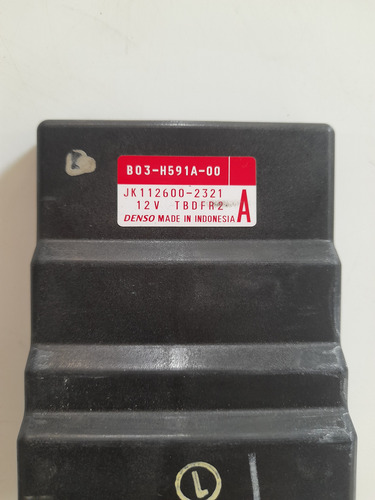 B03-H591A-00
JK112600-2321
12V TBDFR2
DENSO MADE IN INDONESIA A
L